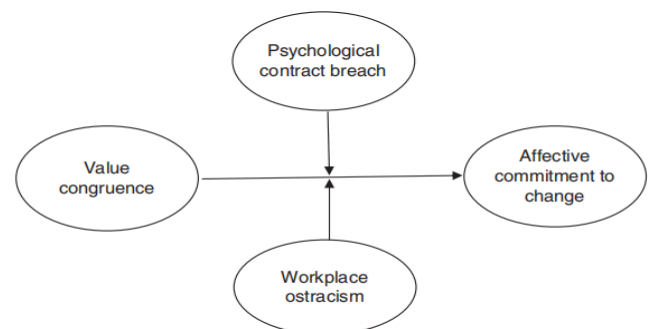 Psychological
contract breach
Value
congruence
Affective
commitment to
change
Workplace
ostracism